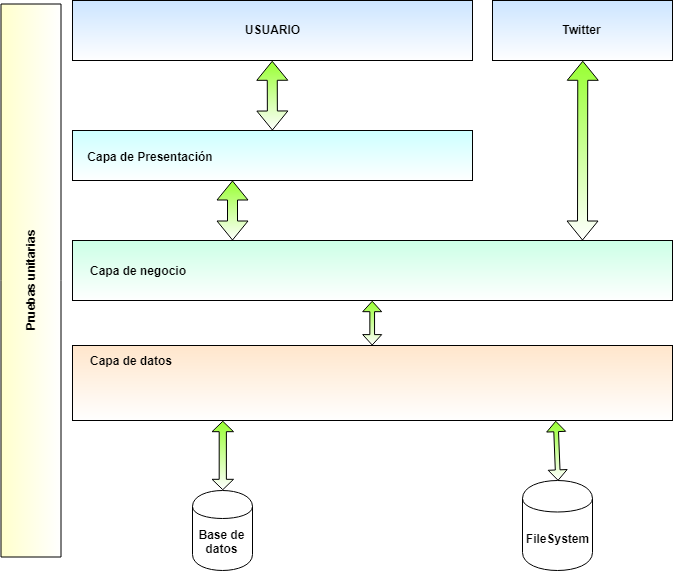 USUARIO
Twitter
Capa de Presentación
Pruebas unitarias
Capa de negocio
Capa de datos
Base de
datos
FileSystem